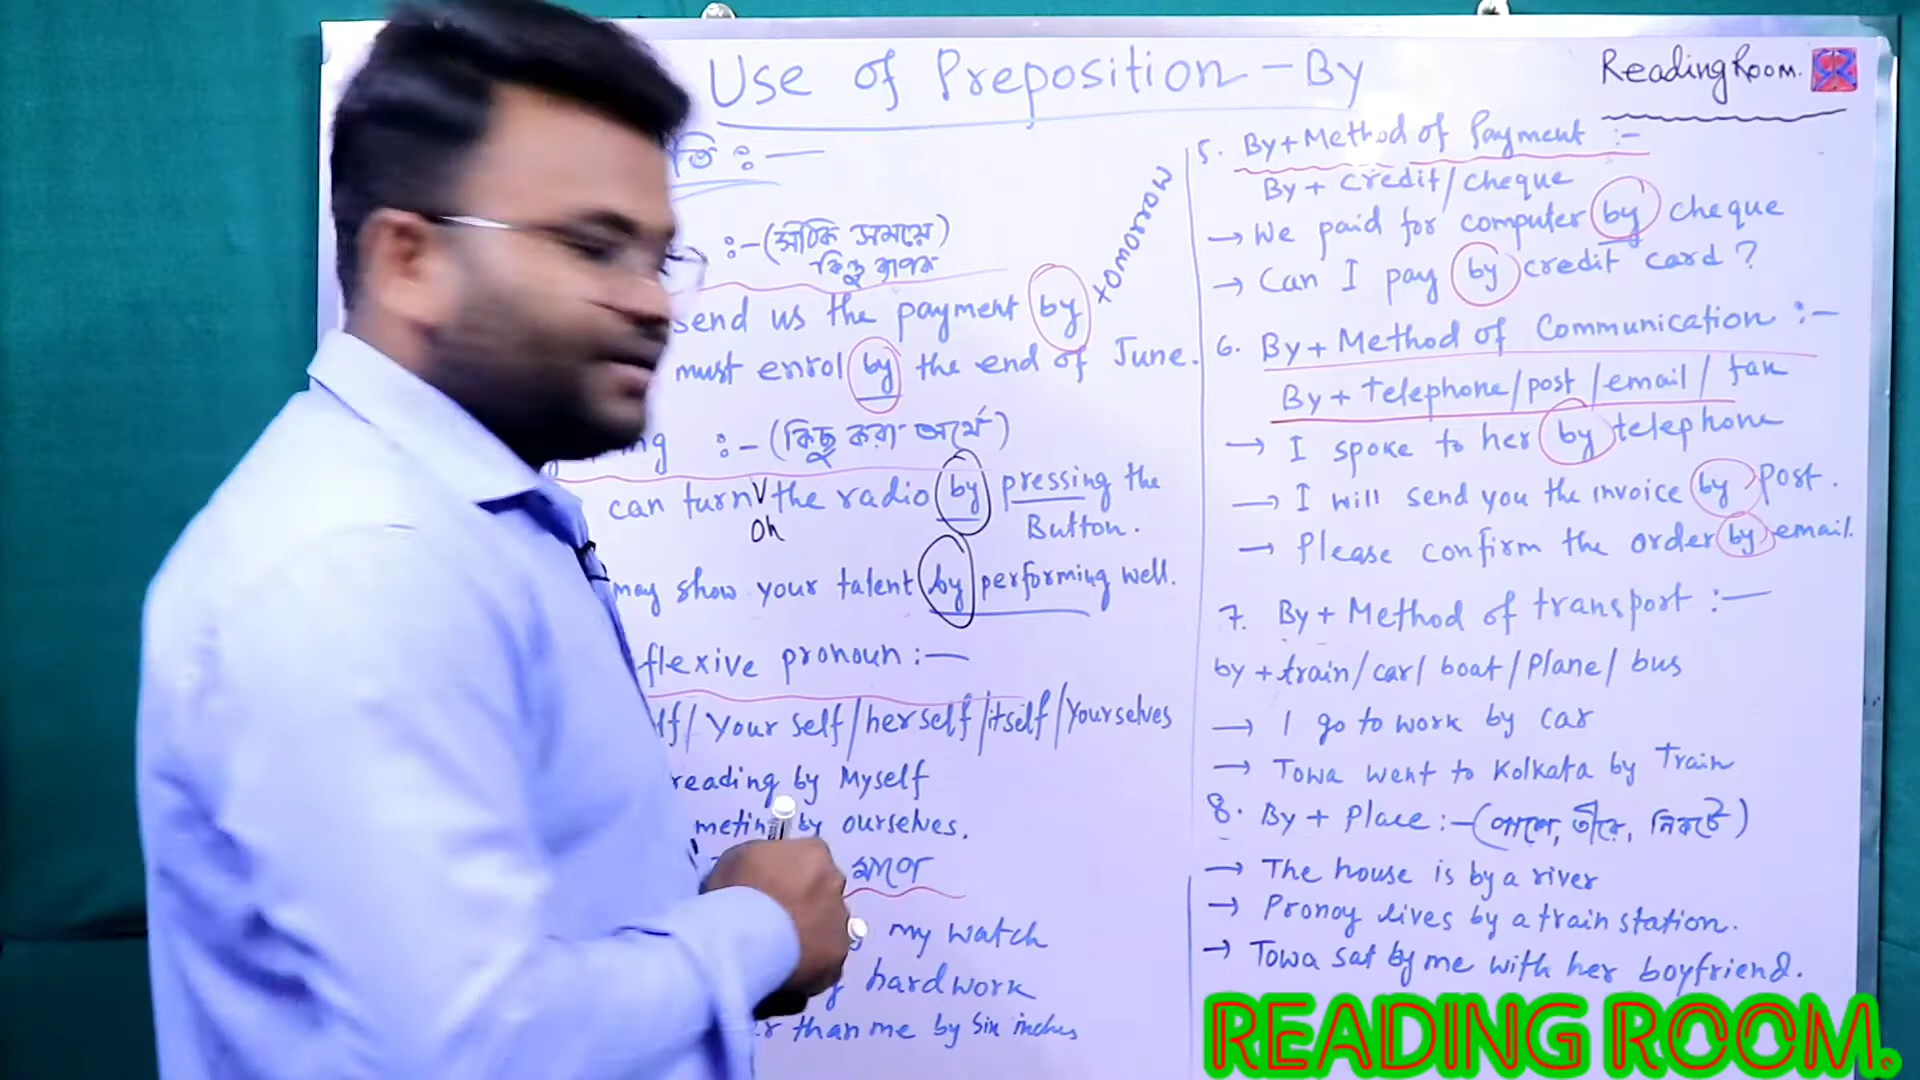 Use of Preposition - By
Reading Room.
:-(সঠিক সময়ে)
send us the payment by tomorrow
must enrol by the end of June.
:-(কিছু করা অর্থে)
can turn on the radio by pressing the
Button.
may show your talent by performing well.
flexive pronoun:-
lf/ Your self/herself/itself/Yourselves
reading by Myself
meting by ourselves.
my watch
hardwork
than me by Six inches
5. By+Method of Payment :-
By + credit/cheque
→ We paid for computer by cheque
→ Can I pay by credit card?
6. By+Method of Communication :-
By + telephone/post/email/fax
→ I spoke to her by telephone
→ I will send you the invoice by post.
→ Please confirm the order by email.
7. By + Method of transport :-
by + train/car/ boat/Plane/ bus
→ I go to work by car
→ Towa went to Kolkata by Train
8. By + Place :-(পাশে, তীরে, নিকটে)
→ The house is by a river
→ Pronoy lives by a train station.
→ Towa sat by me with her boyfriend.
READING ROOM.